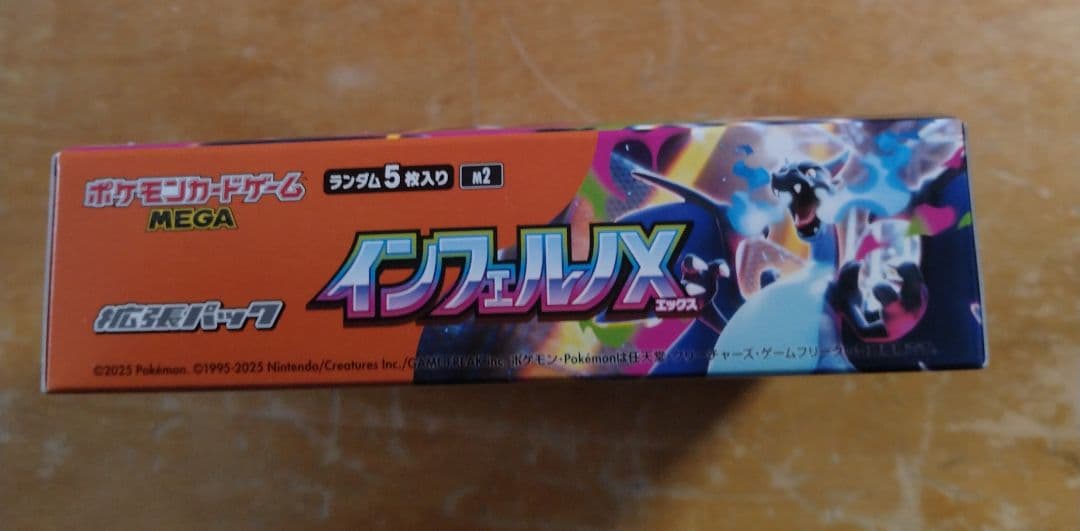 ポケモンカードゲーム
MEGA
ランダム5枚入り
M2
インフェルノX
エックス
拡張パック
©2025 Pokémon. ©1995-2025 Nintendo/Creatures Inc./GAME FREAK inc. ポケモン・Pokémonは任天堂・クリーチャーズ・ゲームフリークの